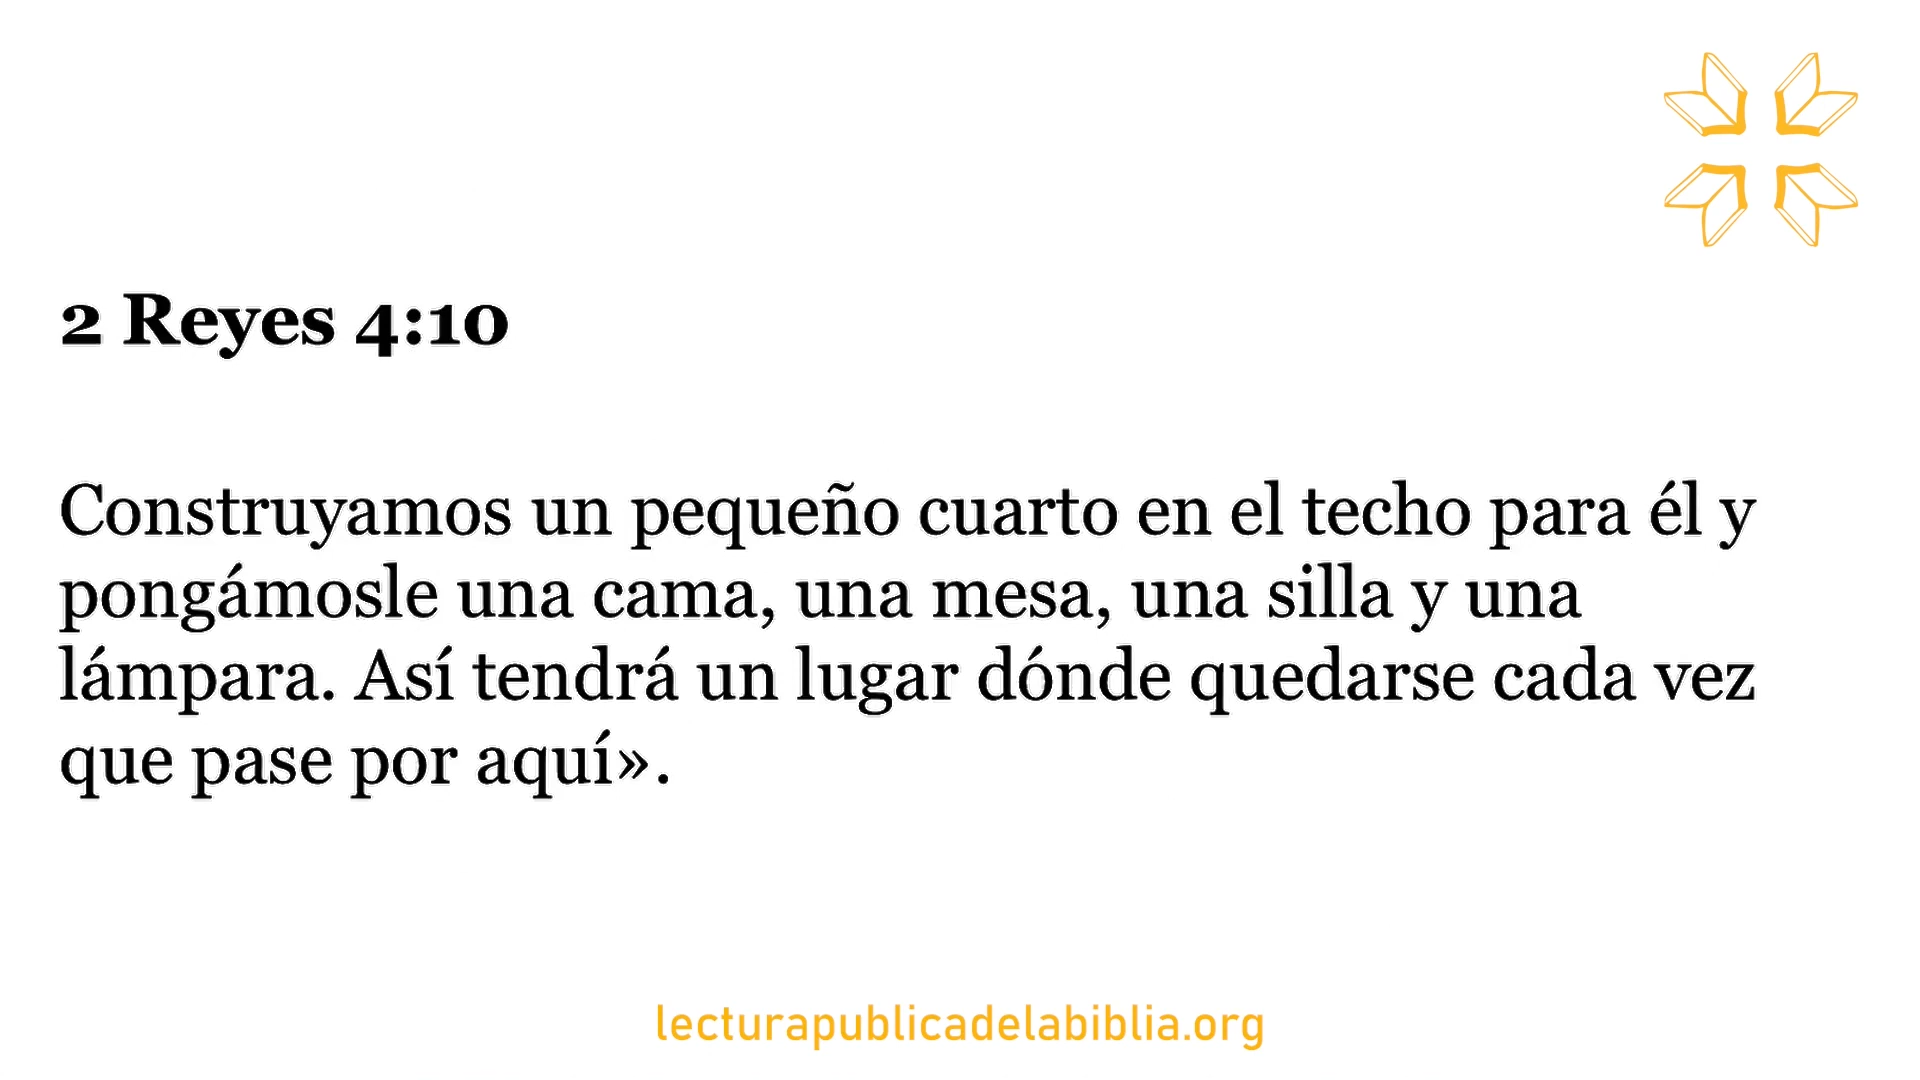 2 Reyes 4:10
Construyamos un pequeño cuarto en el techo para él y
pongámosle una cama, una mesa, una silla y una
lámpara. Así tendrá un lugar dónde quedarse cada vez
que pase por aquí».
lecturapublicadelabiblia.org